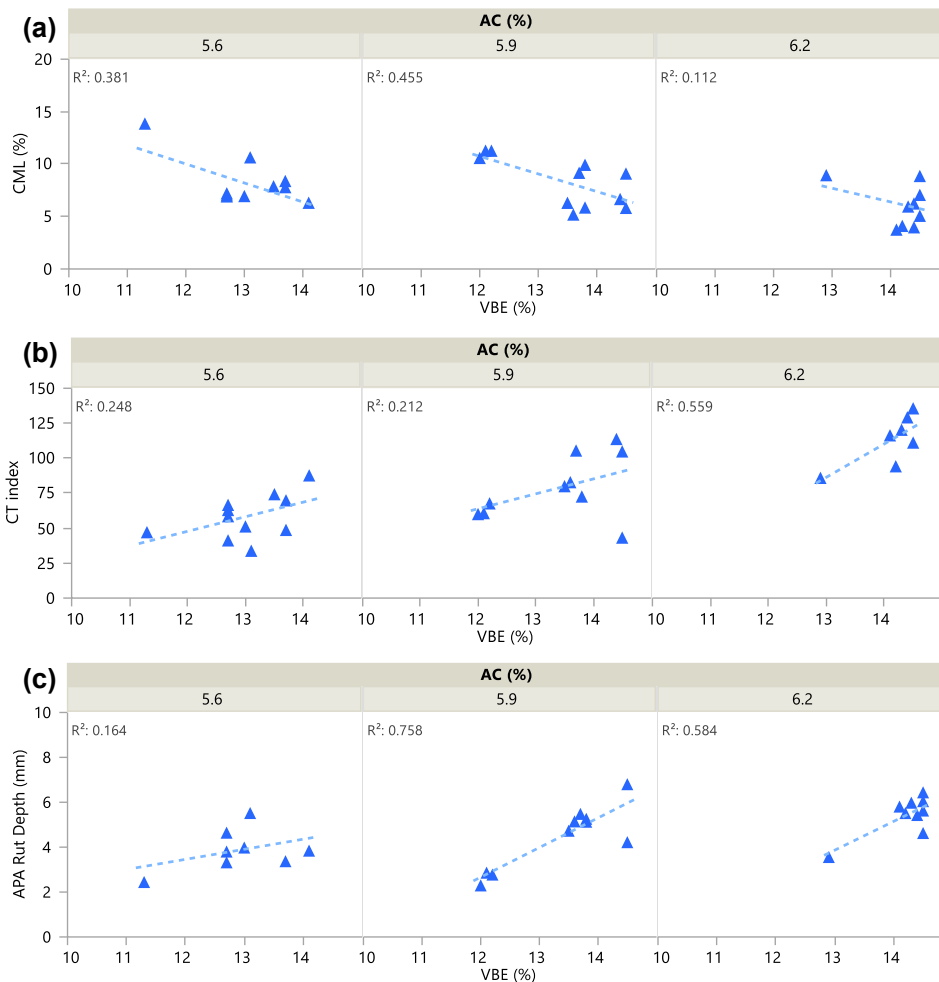 (a)
AC (%)
5.6 5.9 6.2
R²: 0.381 R²: 0.455 R²: 0.112
CML (%)
20
15
10
5
0
10 11 12 13 14 10 11 12 13 14 10 11 12 13 14
VBE (%)
(b)
AC (%)
5.6 5.9 6.2
R²: 0.248 R²: 0.212 R²: 0.559
CT index
150
125
100
75
50
25
0
10 11 12 13 14 10 11 12 13 14 10 11 12 13 14
VBE (%)
(c)
AC (%)
5.6 5.9 6.2
R²: 0.164 R²: 0.758 R²: 0.584
APA Rut Depth (mm)
10
8
6
4
2
0
10 11 12 13 14 10 11 12 13 14 10 11 12 13 14
VBE (%)